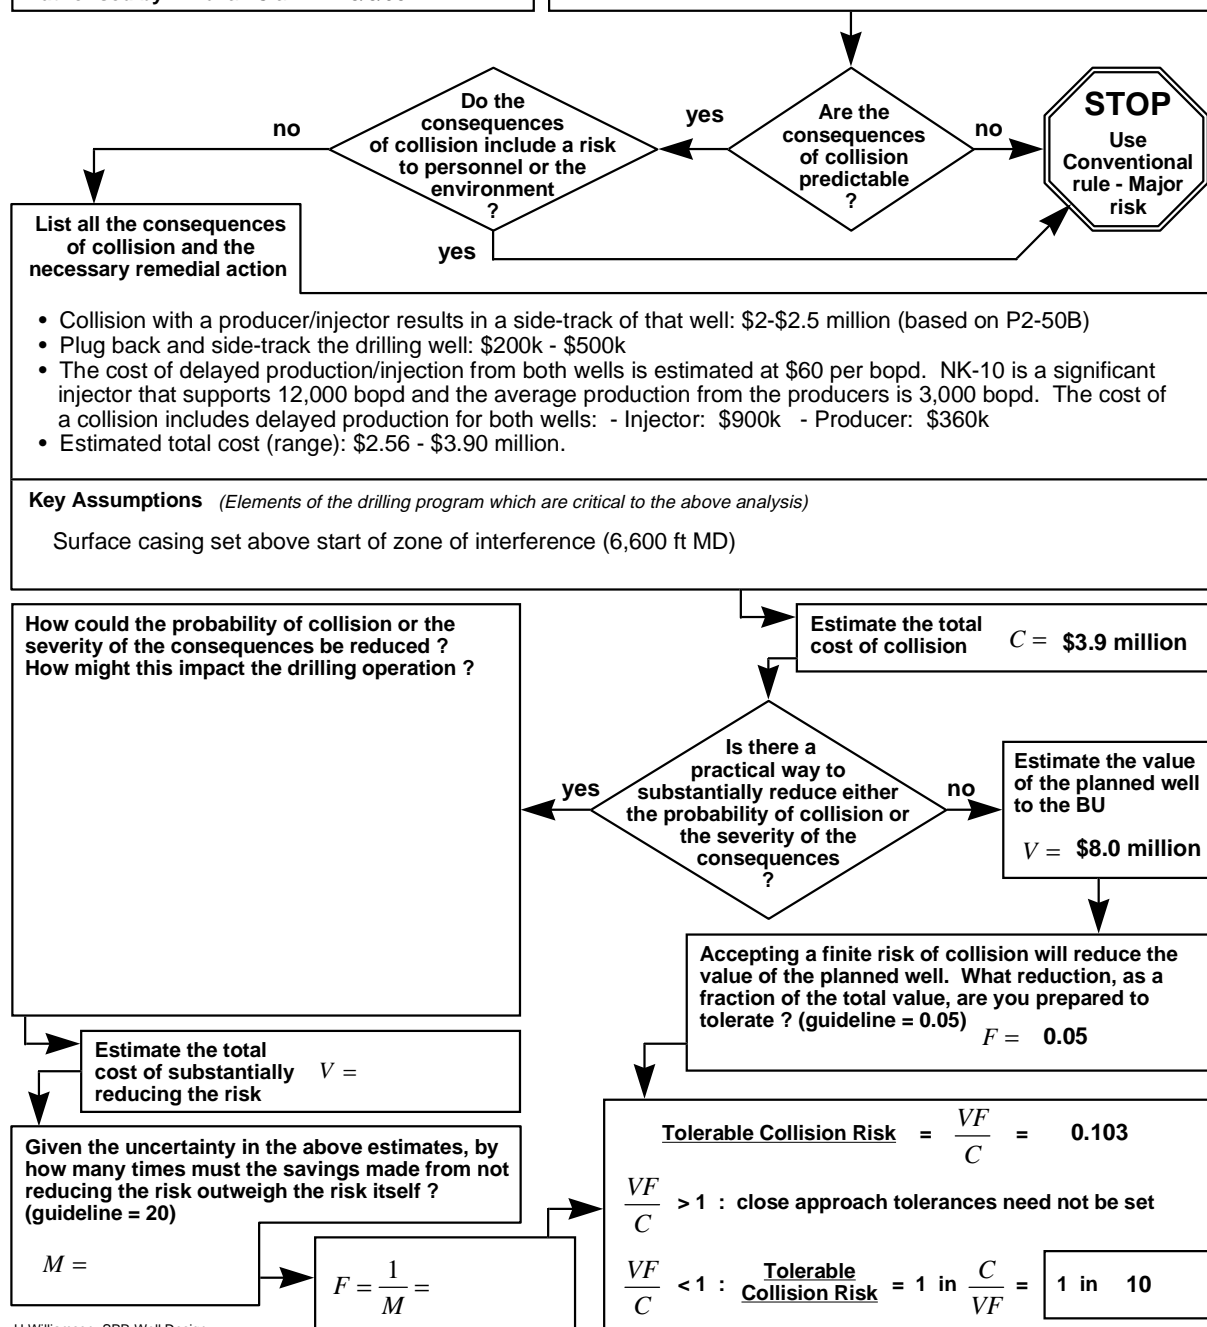 Do the
consequences
of collision include a risk
to personnel or the
environment
?
no
yes
yes
Are the
consequences
of collision
predictable
?
no
STOP
Use
Conventional
rule - Major
risk
List all the consequences
of collision and the
necessary remedial action
• Collision with a producer/injector results in a side-track of that well: $2-$2.5 million (based on P2-50B)
• Plug back and side-track the drilling well: $200k - $500k
• The cost of delayed production/injection from both wells is estimated at $60 per bopd. NK-10 is a significant
injector that supports 12,000 bopd and the average production from the producers is 3,000 bopd. The cost of
a collision includes delayed production for both wells: - Injector: $900k - Producer: $360k
• Estimated total cost (range): $2.56 - $3.90 million.
Key Assumptions (Elements of the drilling program which are critical to the above analysis)
Surface casing set above start of zone of interference (6,600 ft MD)
How could the probability of collision or the
severity of the consequences be reduced ?
How might this impact the drilling operation ?
Estimate the total
cost of collision C = $3.9 million
Is there a
practical way to
substantially reduce either
the probability of collision or
the severity of the
consequences
?
yes
no
Estimate the value
of the planned well
to the BU
V = $8.0 million
Accepting a finite risk of collision will reduce the
value of the planned well. What reduction, as a
fraction of the total value, are you prepared to
tolerate ? (guideline = 0.05) F = 0.05
Estimate the total
cost of substantially V =
reducing the risk
Given the uncertainty in the above estimates, by
how many times must the savings made from not
reducing the risk outweigh the risk itself ?
(guideline = 20)
M =
F = 1/M =
Tolerable Collision Risk = VF/C = 0.103
VF/C > 1 : close approach tolerances need not be set
VF/C < 1 : Tolerable Collision Risk = 1 in C/VF = 1 in 10